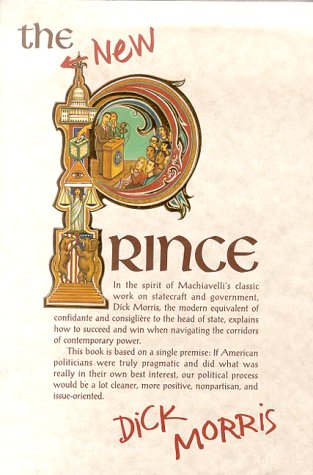 the
NEW
PRINCE
In the spirit of Machiavelli's classic
work on statecraft and government,
Dick Morris, the modern equivalent of
confidante and consiglière to the head of state, explains
how to succeed and win when navigating the corridors
of contemporary power.
This book is based on a single premise: If American
politicians were truly pragmatic and did what was
really in their own best interest, our political process
would be a lot cleaner, more positive, nonpartisan, and
issue-oriented.
DiCK
MORRIS